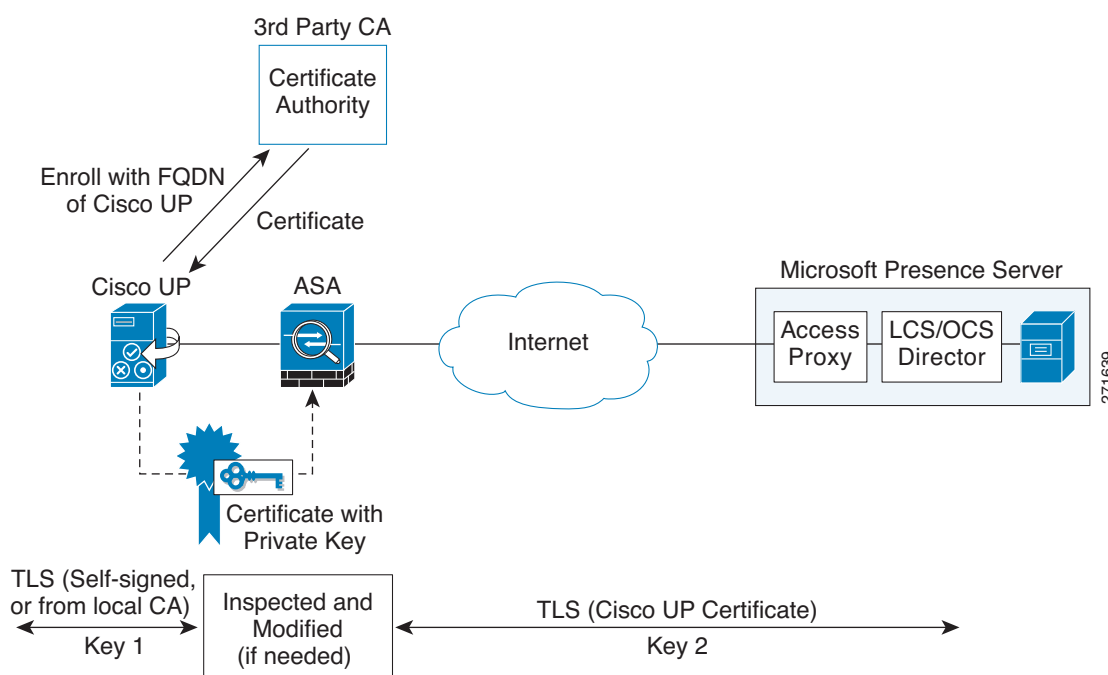 3rd Party CA
Certificate
Authority
Enroll with FQDN
of Cisco UP
Certificate
Cisco UP
ASA
Internet
Microsoft Presence Server
Access
Proxy
LCS/OCS
Director
271639
Certificate with
Private Key
TLS (Self-signed,
or from local CA)
Key 1
Inspected and
Modified
(if needed)
TLS (Cisco UP Certificate)
Key 2